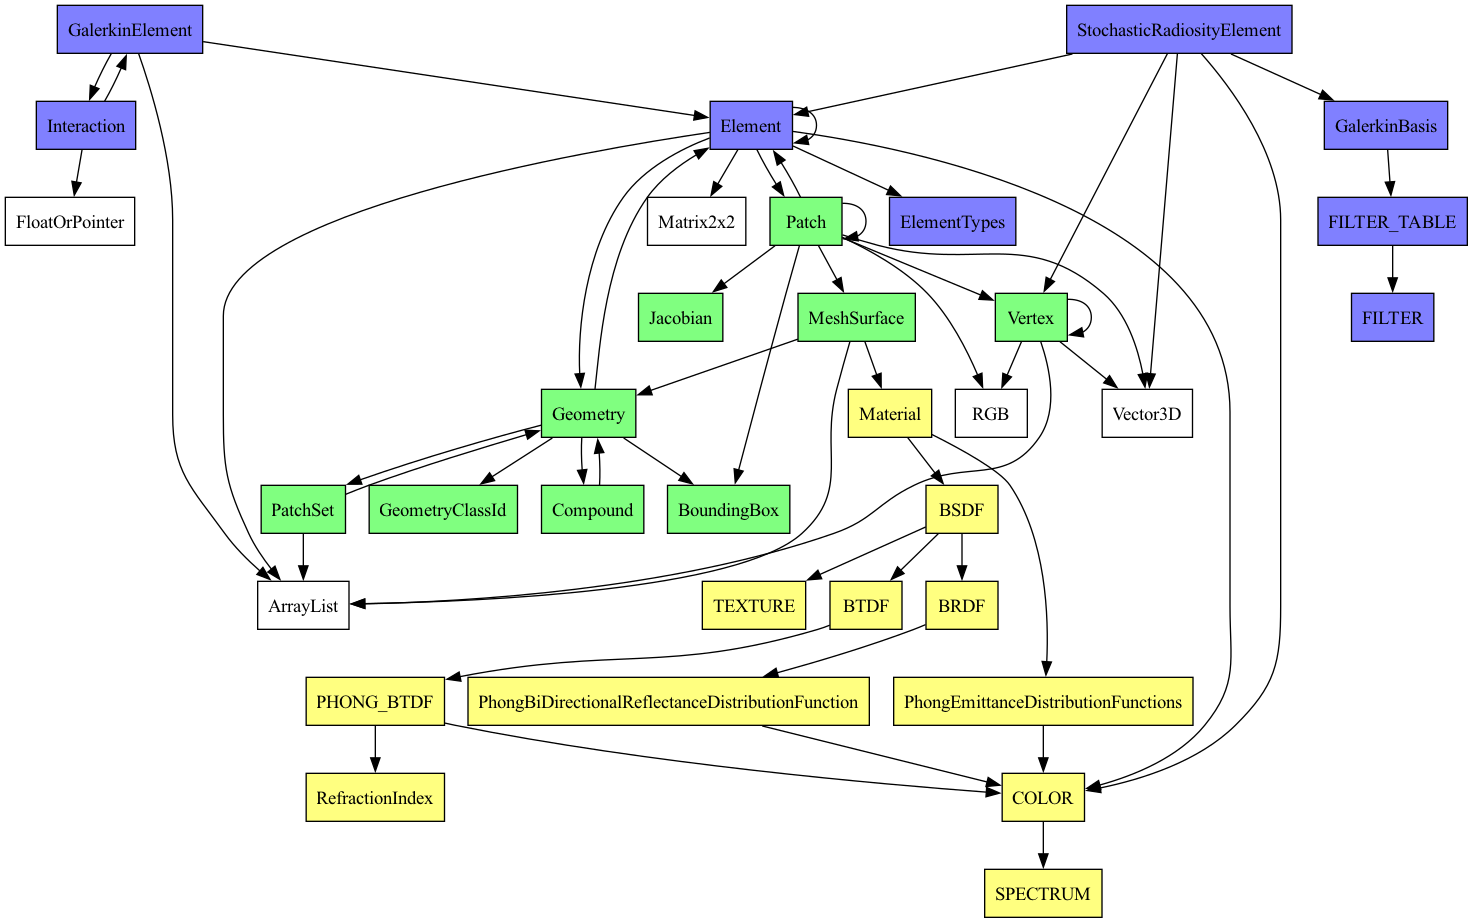 GalerkinElement
StochasticRadiosityElement
Interaction
Element
GalerkinBasis
FloatOrPointer
Matrix2x2
Patch
ElementTypes
FILTER_TABLE
Jacobian
MeshSurface
Vertex
FILTER
Geometry
Material
RGB
Vector3D
PatchSet
GeometryClassId
Compound
BoundingBox
BSDF
ArrayList
TEXTURE
BTDF
BRDF
PHONG_BTDF
PhongBiDirectionalReflectanceDistributionFunction
PhongEmittanceDistributionFunctions
RefractionIndex
COLOR
SPECTRUM